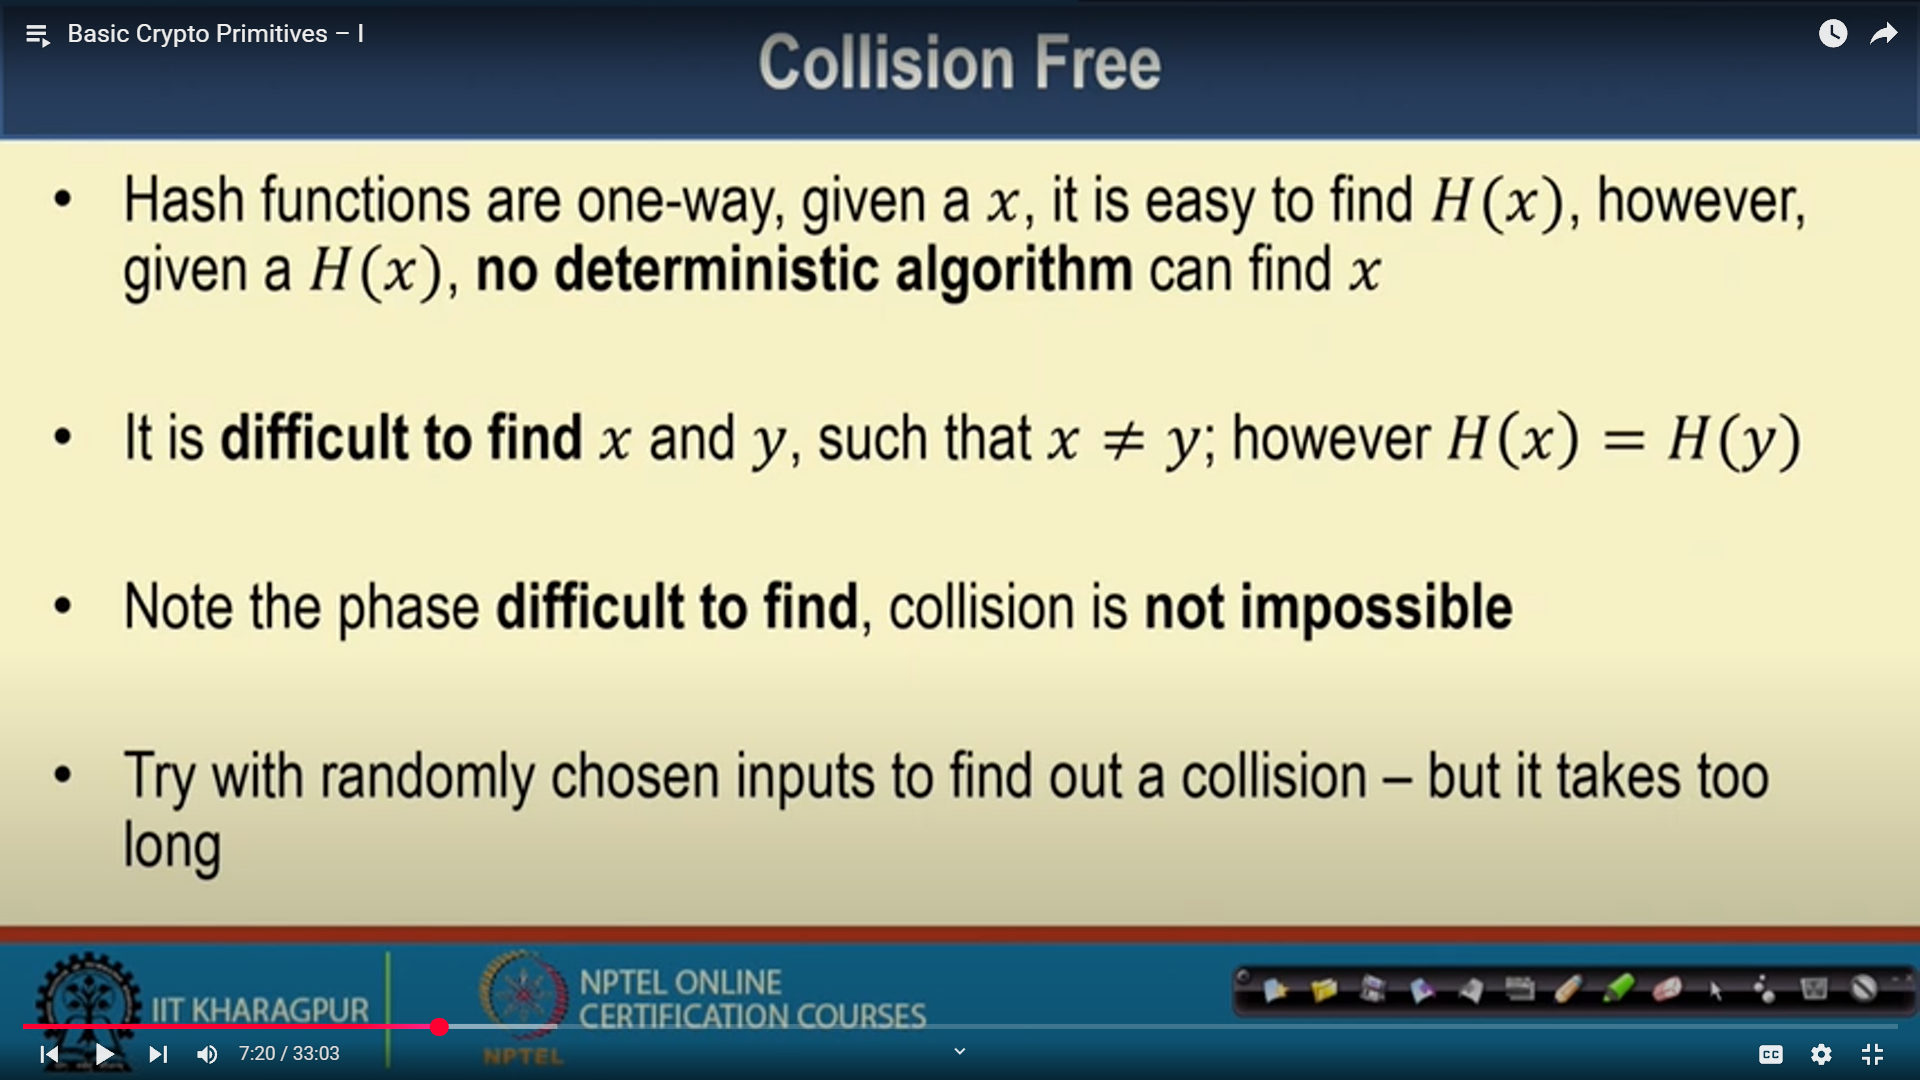 Basic Crypto Primitives – I
Collision Free
• Hash functions are one-way, given a x, it is easy to find H(x), however,
given a H(x), no deterministic algorithm can find x
• It is difficult to find x and y, such that x ≠ y; however H(x) = H(y)
• Note the phase difficult to find, collision is not impossible
• Try with randomly chosen inputs to find out a collision – but it takes too
long
IIT KHARAGPUR
NPTEL ONLINE
CERTIFICATION COURSES
NPTEL
7:20 / 33:03
CC